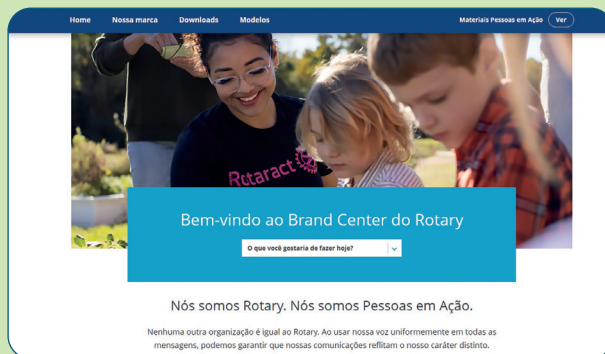 Home Nossa marca Downloads Modelos Materiais Pessoas em Ação Ver
Rotaract
Bem-vindo ao Brand Center do Rotary
O que você gostaria de fazer hoje?
Nós somos Rotary. Nós somos Pessoas em Ação.
Nenhuma outra organização é igual ao Rotary. Ao usar nossa voz uniformemente em todas as
mensagens, podemos garantir que nossas comunicações reflitam o nosso caráter distinto.